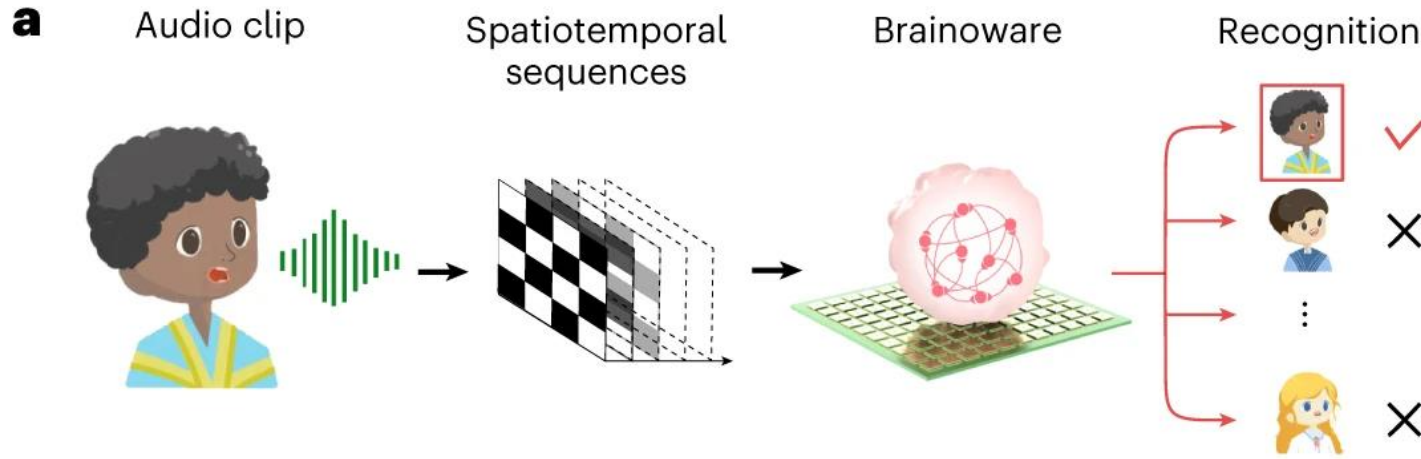 a
Audio clip
Spatiotemporal
sequences
Brainoware
Recognition